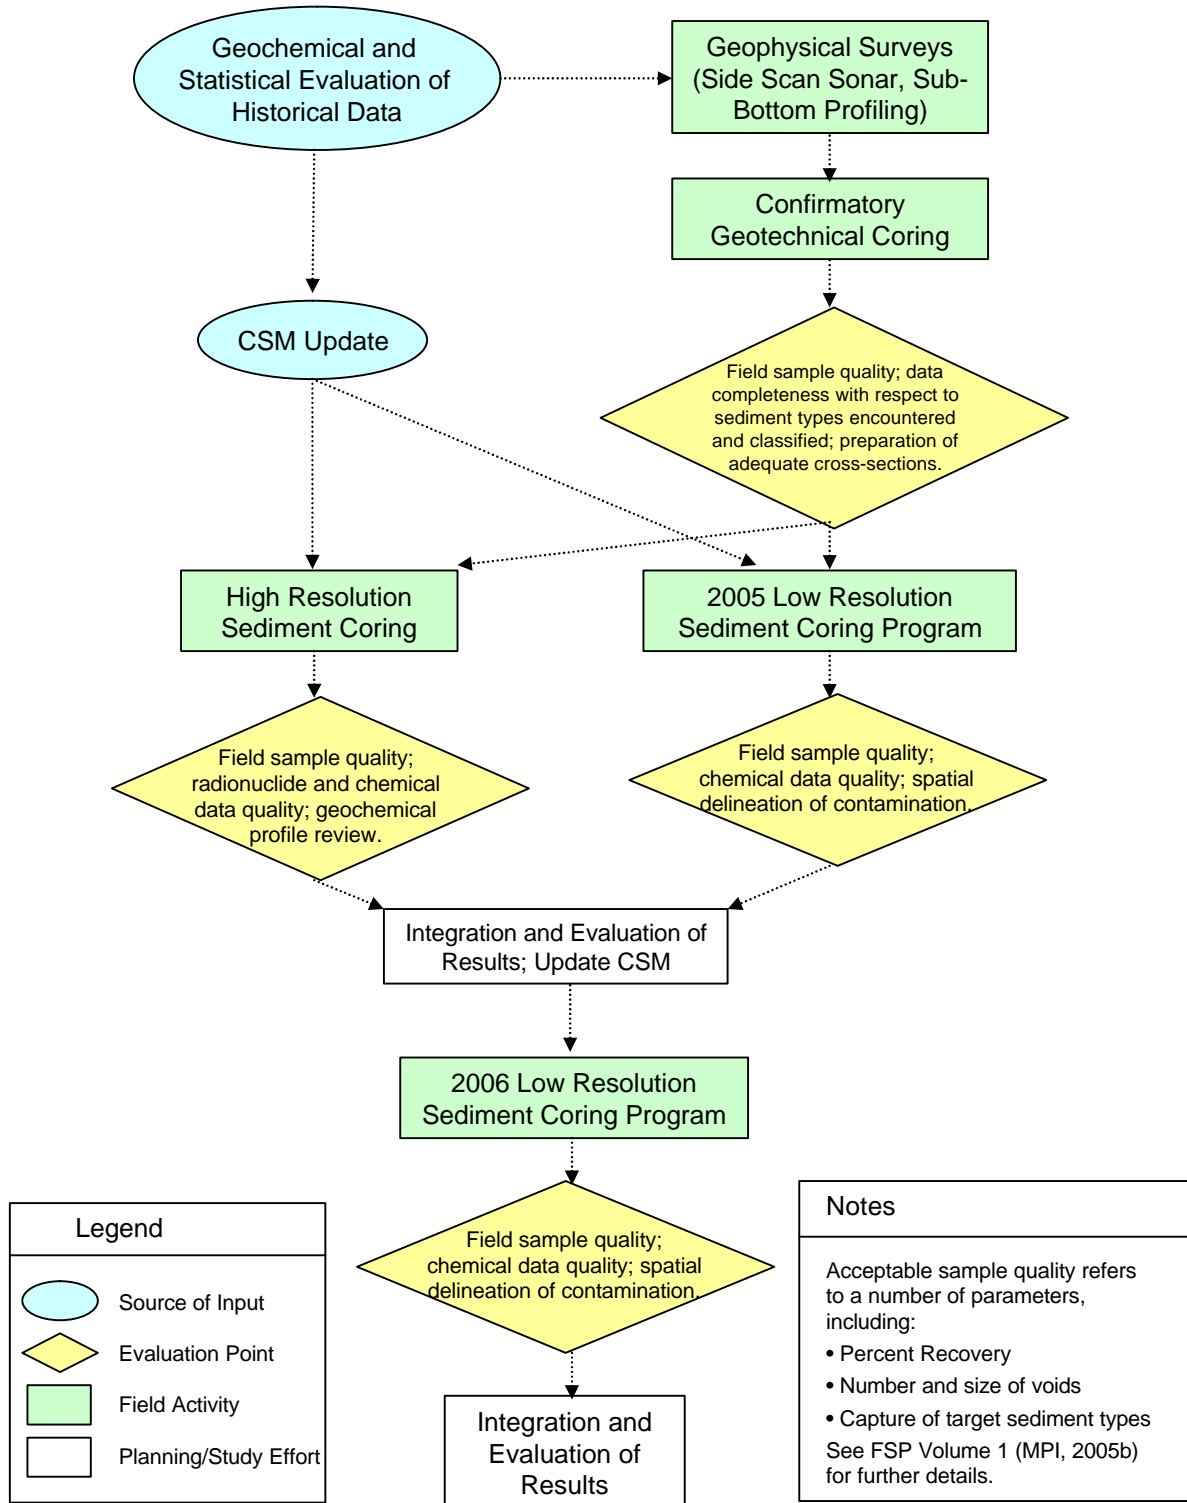 Geochemical and
Statistical Evaluation of
Historical Data
Geophysical Surveys
(Side Scan Sonar, Sub-
Bottom Profiling)
Confirmatory
Geotechnical Coring
CSM Update
Field sample quality; data
completeness with respect to
sediment types encountered
and classified; preparation of
adequate cross-sections.
High Resolution
Sediment Coring
2005 Low Resolution
Sediment Coring Program
Field sample quality;
radionuclide and chemical
data quality; geochemical
profile review.
Field sample quality;
chemical data quality; spatial
delineation of contamination.
Integration and Evaluation of
Results; Update CSM
2006 Low Resolution
Sediment Coring Program
Field sample quality;
chemical data quality; spatial
delineation of contamination.
Integration and
Evaluation of
Results
Legend
Source of Input
Evaluation Point
Field Activity
Planning/Study Effort
Notes
Acceptable sample quality refers
to a number of parameters,
including:
• Percent Recovery
• Number and size of voids
• Capture of target sediment types
See FSP Volume 1 (MPI, 2005b)
for further details.